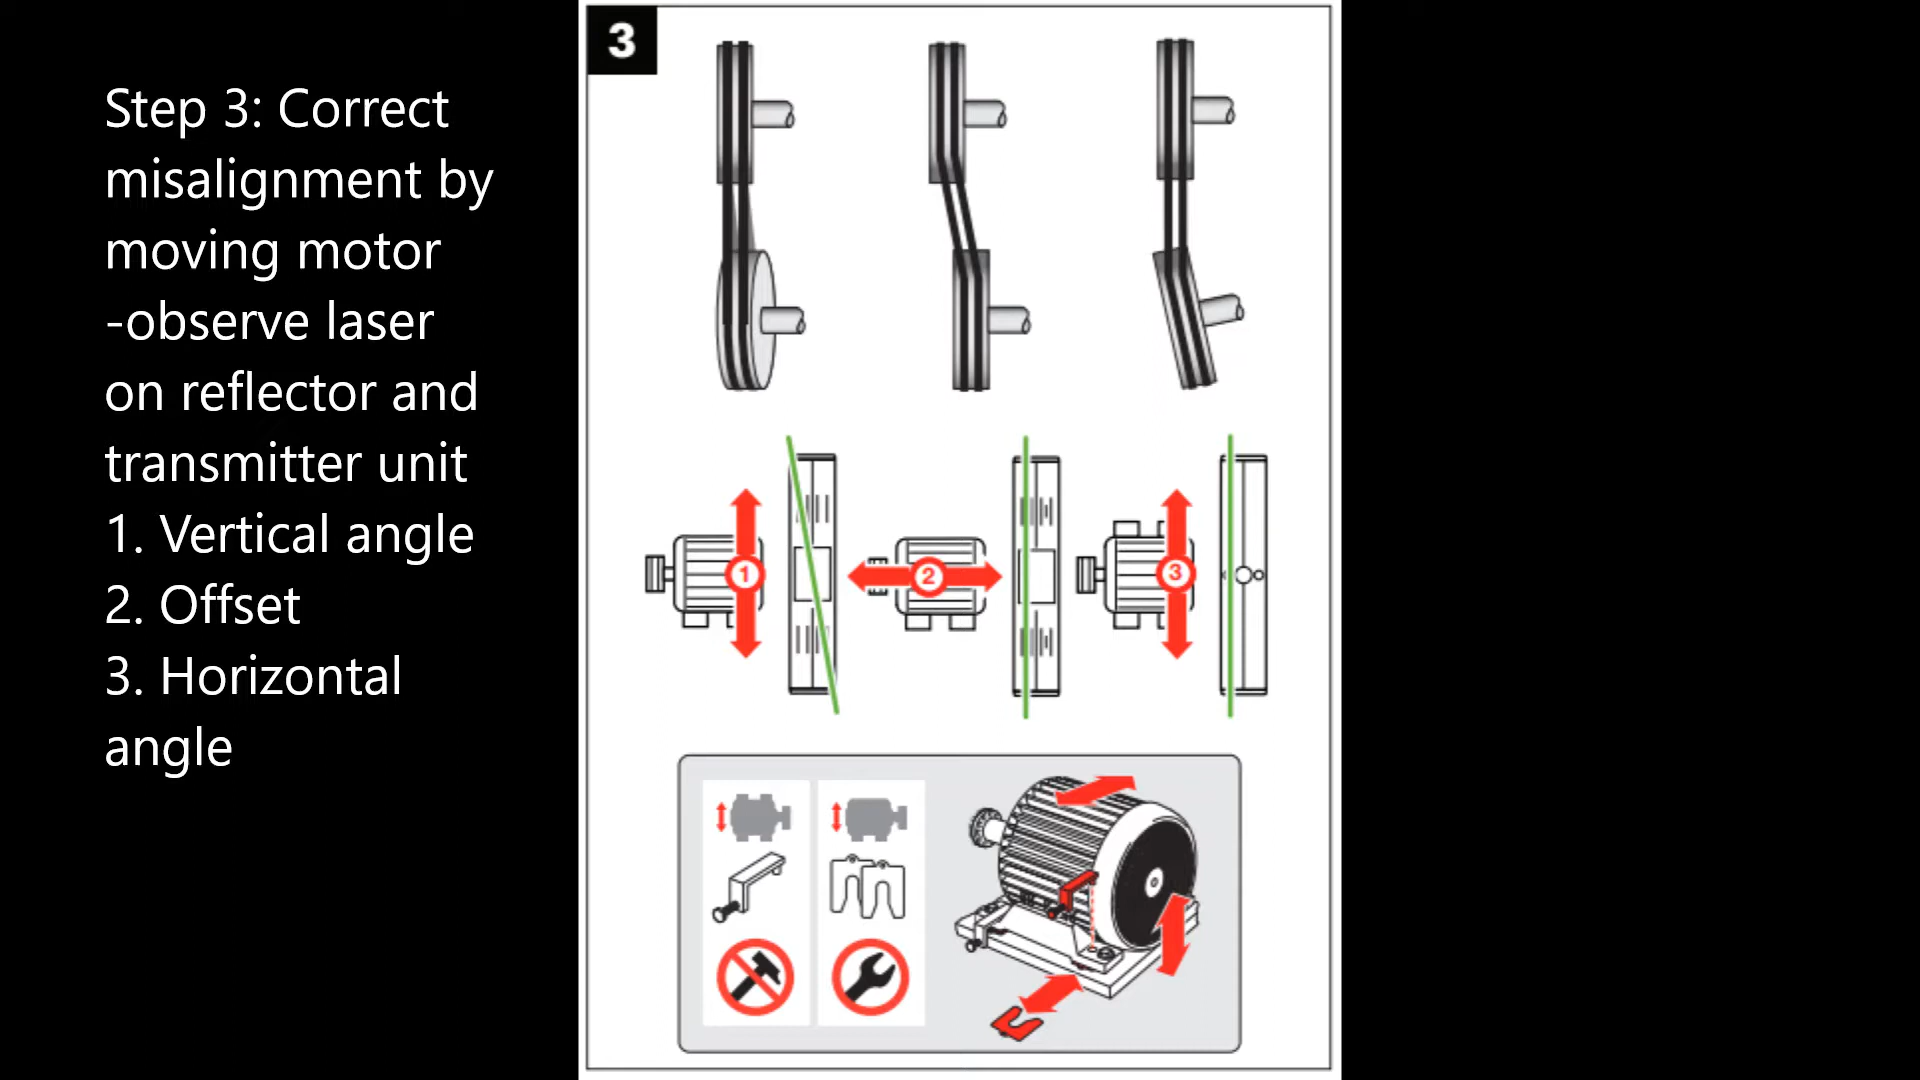 3
Step 3: Correct
misalignment by
moving motor
-observe laser
on reflector and
transmitter unit
1. Vertical angle
2. Offset
3. Horizontal
angle
1
2
3